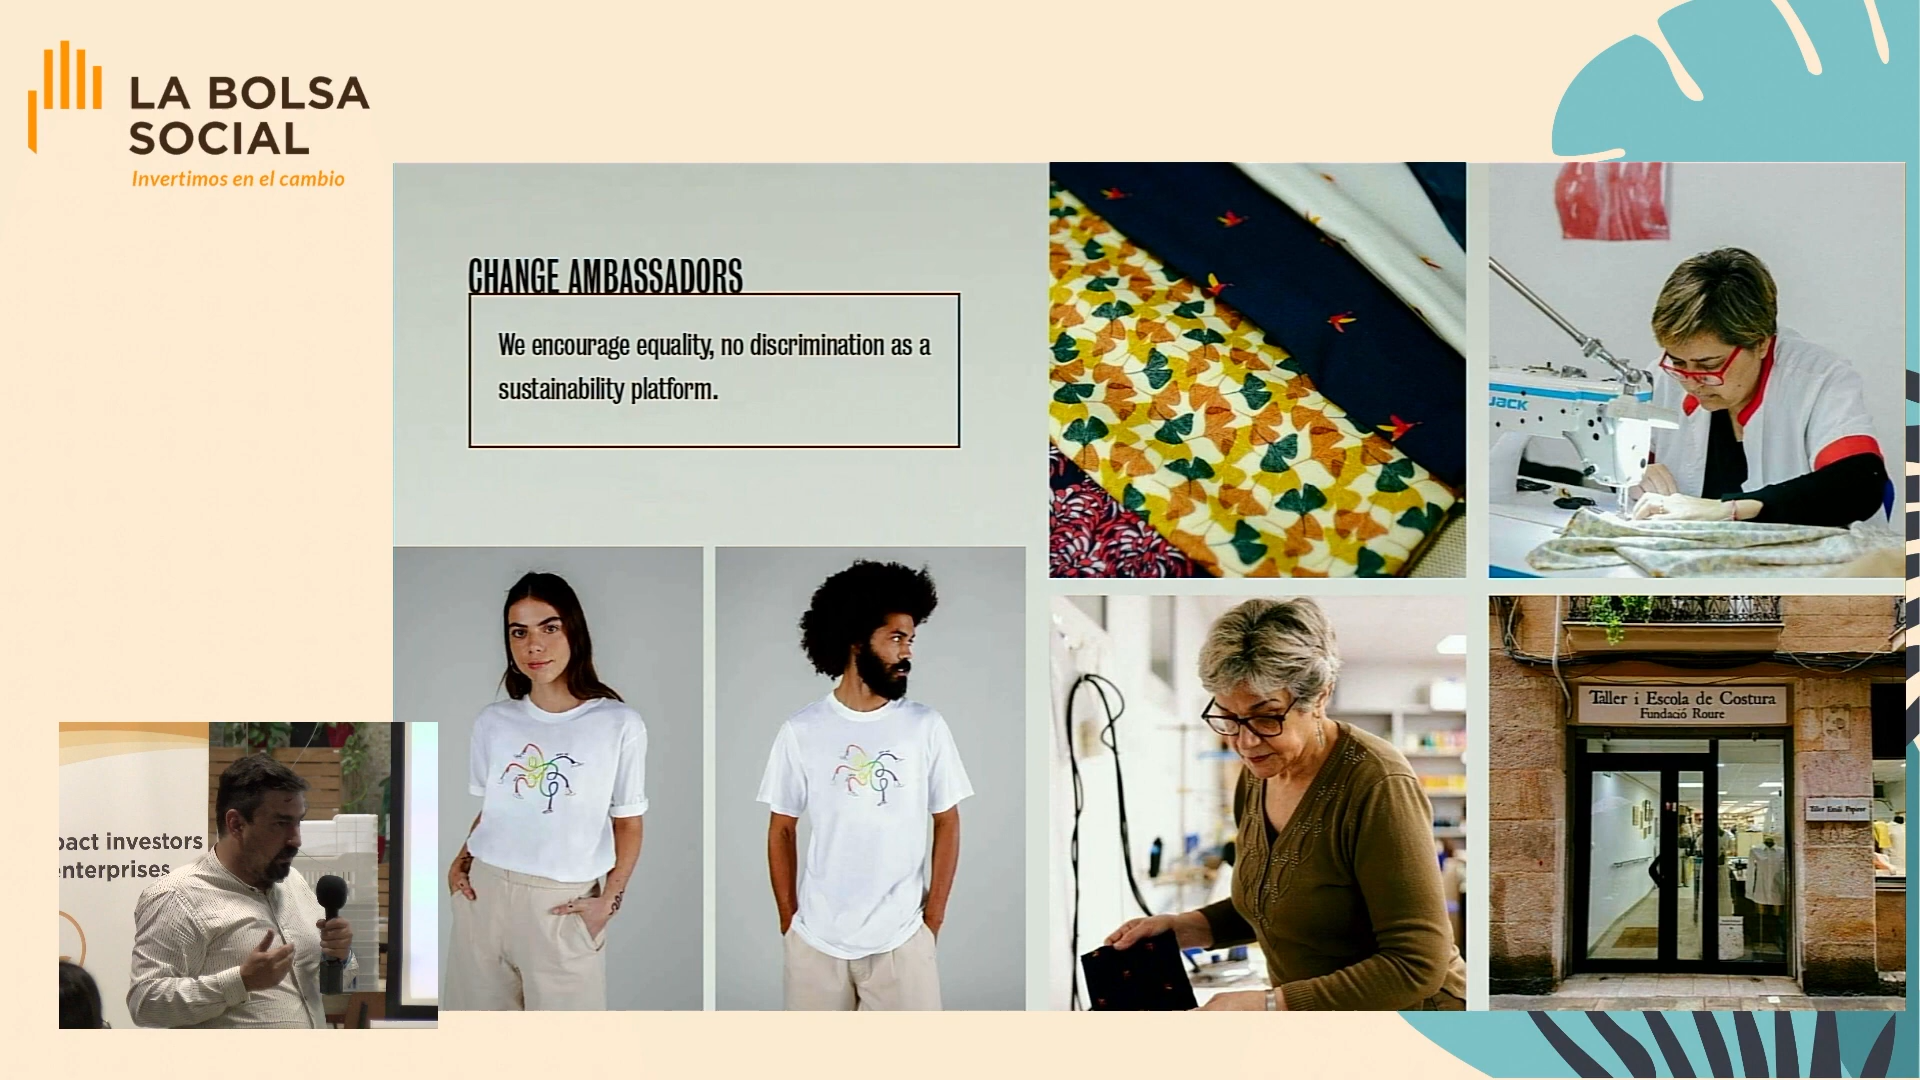 LA BOLSA
SOCIAL
Invertimos en el cambio
CHANGE AMBASSADORS
We encourage equality, no discrimination as a
sustainability platform.
JACK
Taller i Escola de Costura
Fundació Roure
pact investors
enterprises